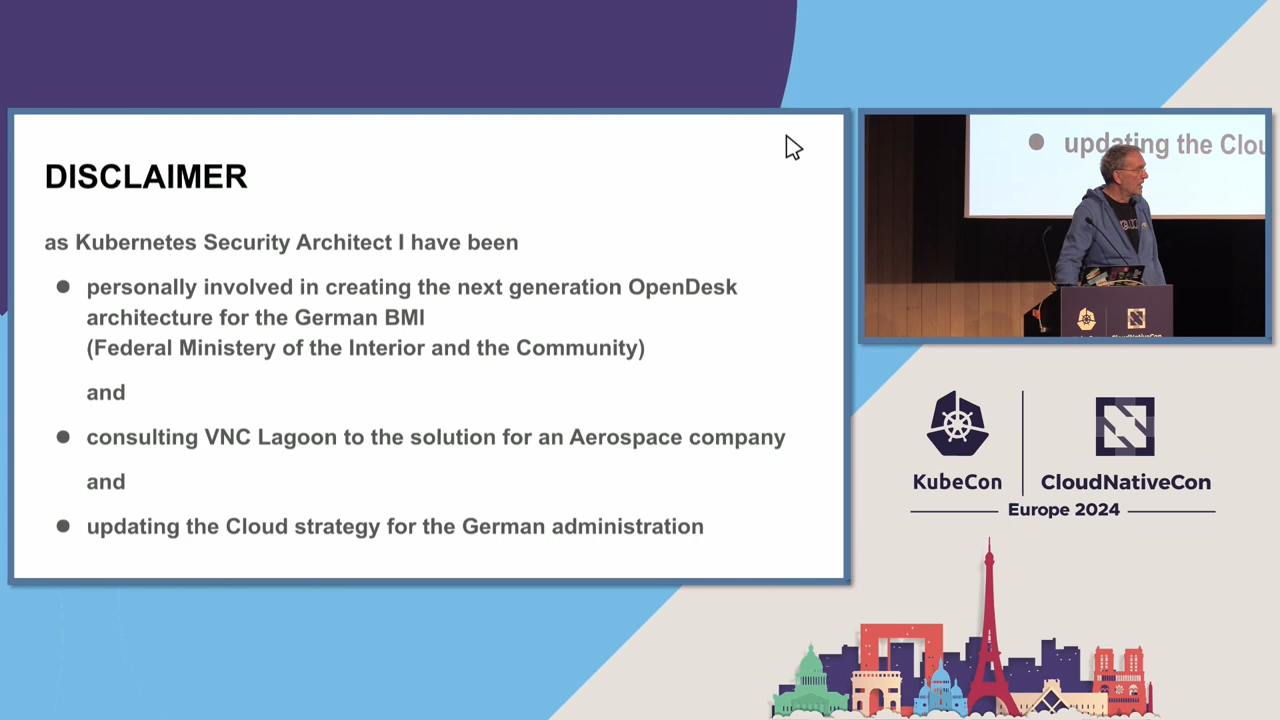 DISCLAIMER
as Kubernetes Security Architect I have been
● personally involved in creating the next generation OpenDesk
architecture for the German BMI
(Federal Ministery of the Interior and the Community)
and
● consulting VNC Lagoon to the solution for an Aerospace company
and
● updating the Cloud strategy for the German administration
● updating the Clou
CloudNativeCon
KubeCon
CloudNativeCon
Europe 2024